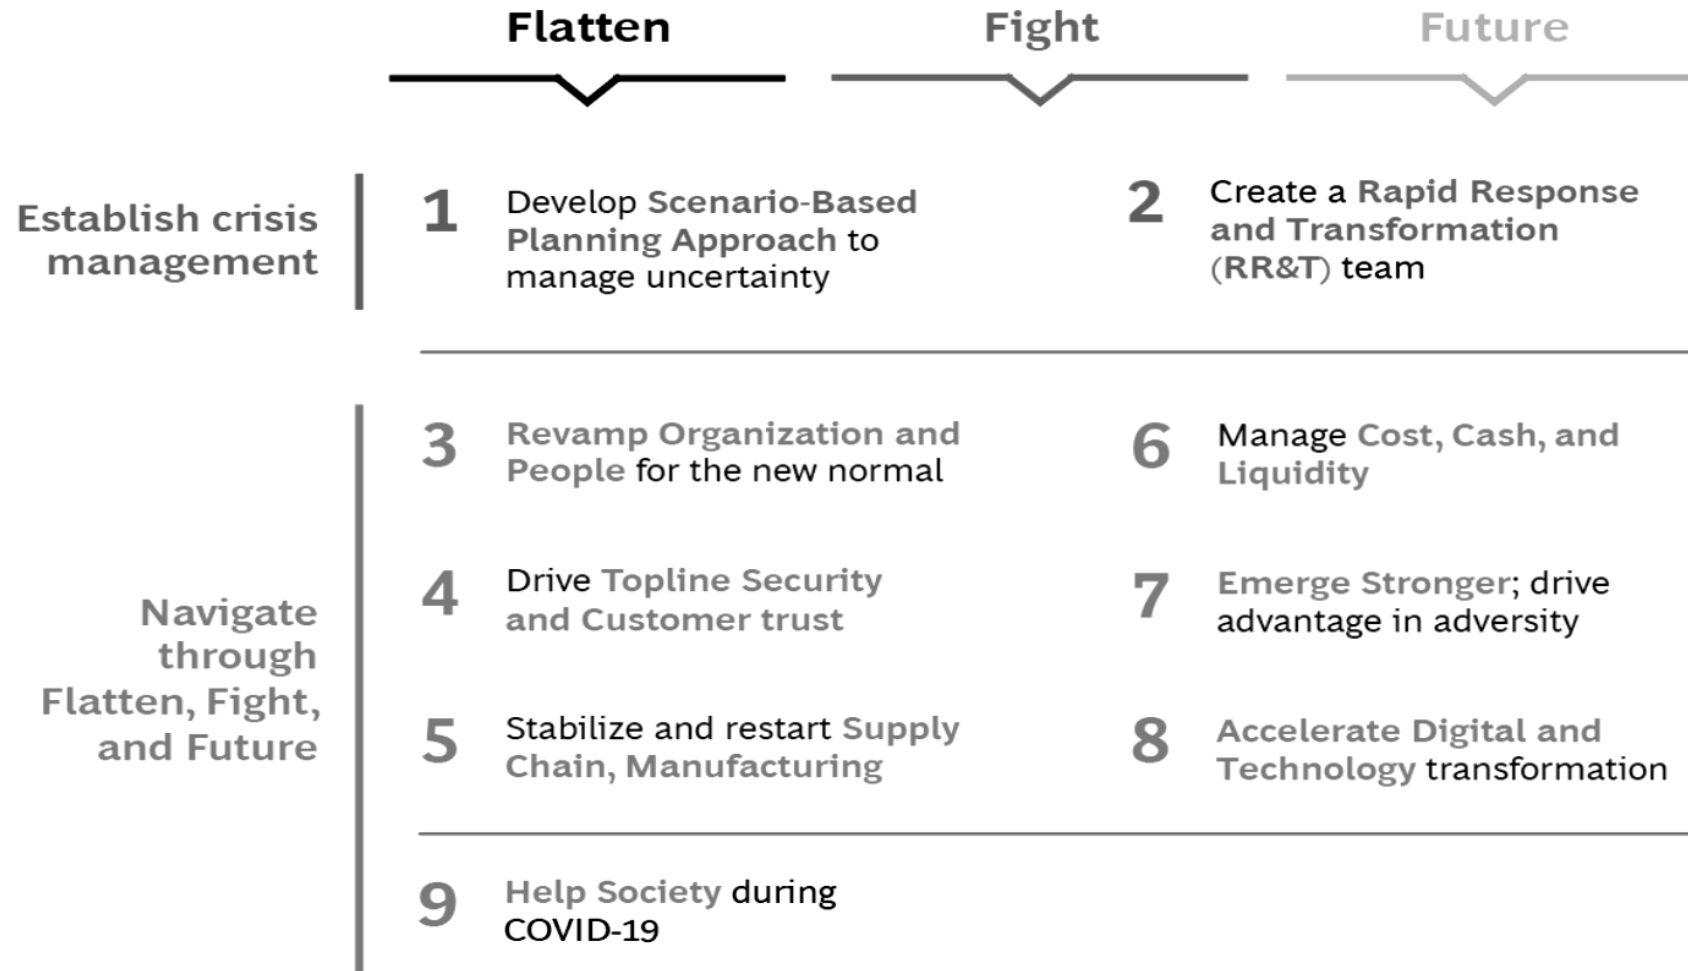 Flatten
Fight
Future
Establish crisis
management
1
Develop Scenario-Based
Planning Approach to
manage uncertainty
2
Create a Rapid Response
and Transformation
(RR&T) team
Navigate
through
Flatten, Fight,
and Future
3
Revamp Organization and
People for the new normal
4
Drive Topline Security
and Customer trust
5
Stabilize and restart Supply
Chain, Manufacturing
6
Manage Cost, Cash, and
Liquidity
7
Emerge Stronger; drive
advantage in adversity
8
Accelerate Digital and
Technology transformation
9
Help Society during
COVID-19